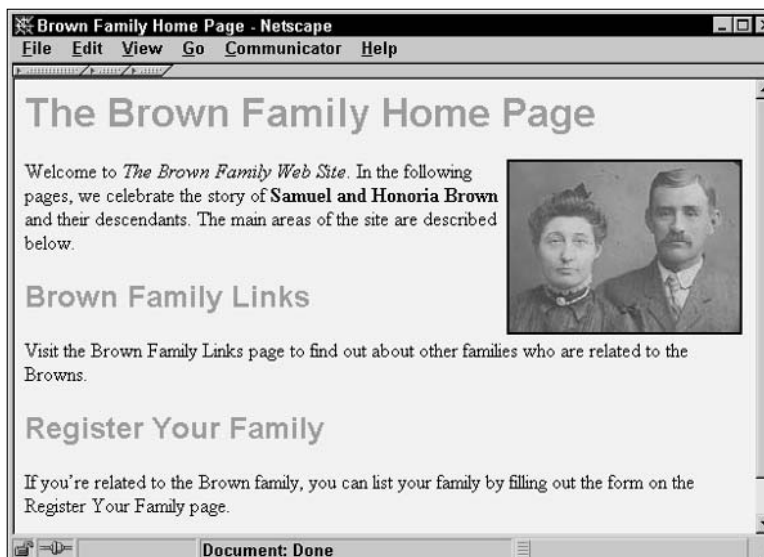 Brown Family Home Page - Netscape
File Edit View Go Communicator Help
The Brown Family Home Page
Welcome to The Brown Family Web Site. In the following
pages, we celebrate the story of Samuel and Honoria Brown
and their descendants. The main areas of the site are described
below.
Brown Family Links
Visit the Brown Family Links page to find out about other families who are related to the
Browns.
Register Your Family
If you're related to the Brown family, you can list your family by filling out the form on the
Register Your Family page.
Document: Done